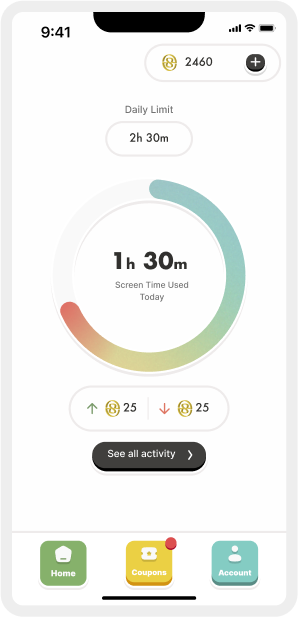 9:41
2460
Daily Limit
2h 30m
1h 30m
Screen Time Used
Today
25 25
See all activity
Home Coupons Account